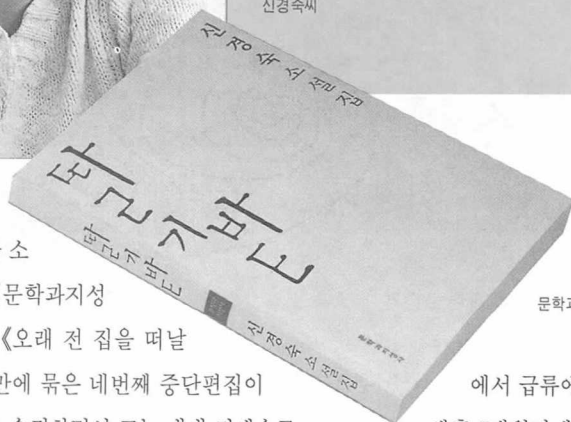 신경숙씨
신경숙 소설집
딸기밭
딸기밭
신경숙 소설집
문학과지성사
소
문학과지성
《오래 전 집을 떠날
만에 묶은 네번째 중단편집이
문학과
에서 급류에